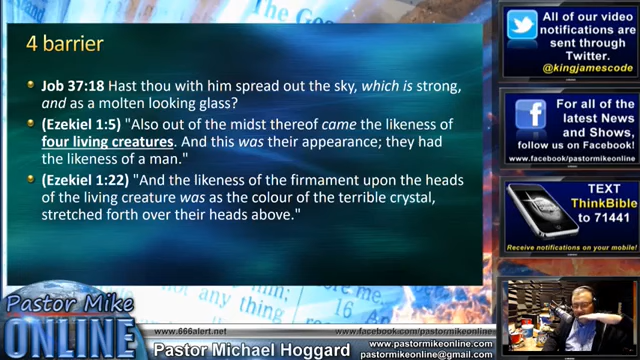 4 barrier
Job 37:18 Hast thou with him spread out the sky, which is strong,
and as a molten looking glass?
(Ezekiel 1:5) "Also out of the midst thereof came the likeness of
four living creatures. And this was their appearance; they had
the likeness of a man."
(Ezekiel 1:22) "And the likeness of the firmament upon the heads
of the living creature was as the colour of the terrible crystal,
stretched forth over their heads above."
All of our video
notifications are
sent through
Twitter.
@kingjamescode
For all of the
latest News
and Shows,
follow us on Facebook!
www.facebook/pastormikeonline
TEXT
ThinkBible
to 71441
Receive notifications on your mobile!
Pastor Mike
ONLINE
www.666alert.net
www.facebook.com/pastormikeonline
Pastor Michael Hoggard
www.pastormikeonline.com
pastormikeonline@gmail.com